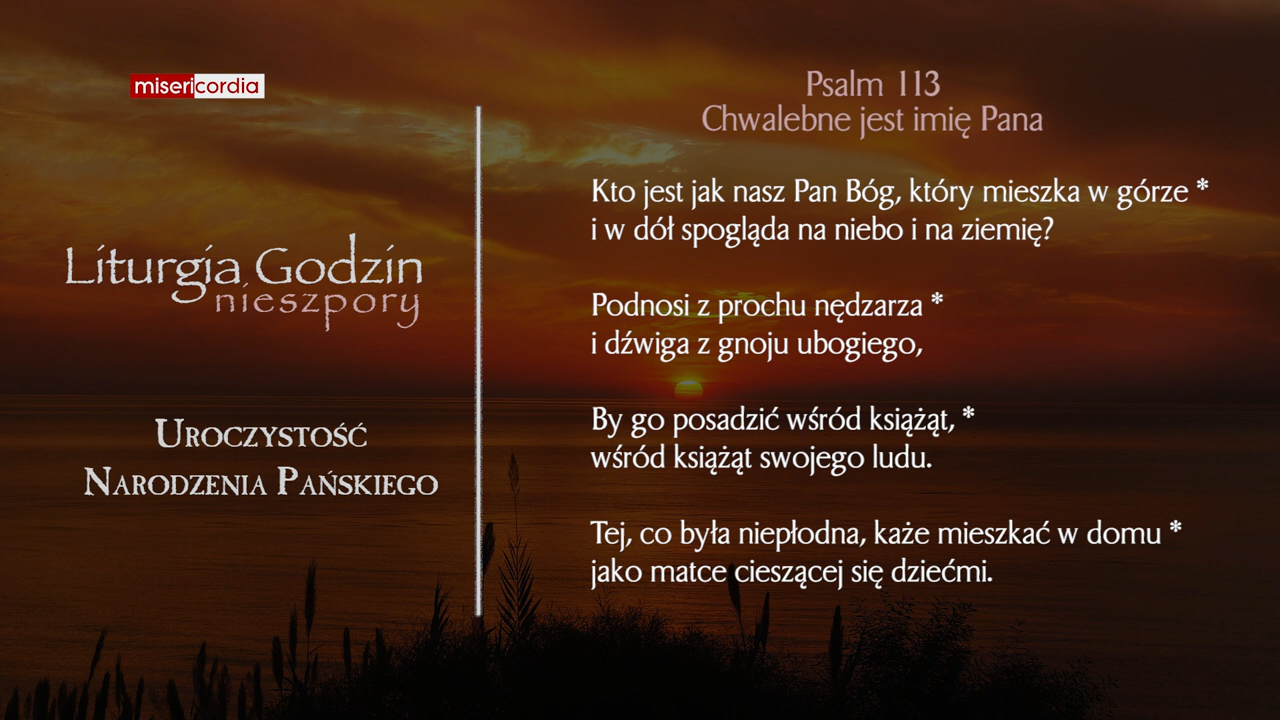 misericordia
Liturgia Godzin
nieszpory
Uroczystość
Narodzenia Pańskiego
Psalm 113
Chwalebne jest imię Pana
Kto jest jak nasz Pan Bóg, który mieszka w górze *
i w dół spogląda na niebo i na ziemię?
Podnosi z prochu nędzarza *
i dźwiga z gnoju ubogiego,
By go posadzić wśród książąt, *
wśród książąt swojego ludu.
Tej, co była niepłodna, każe mieszkać w domu *
jako matce cieszącej się dziećmi.